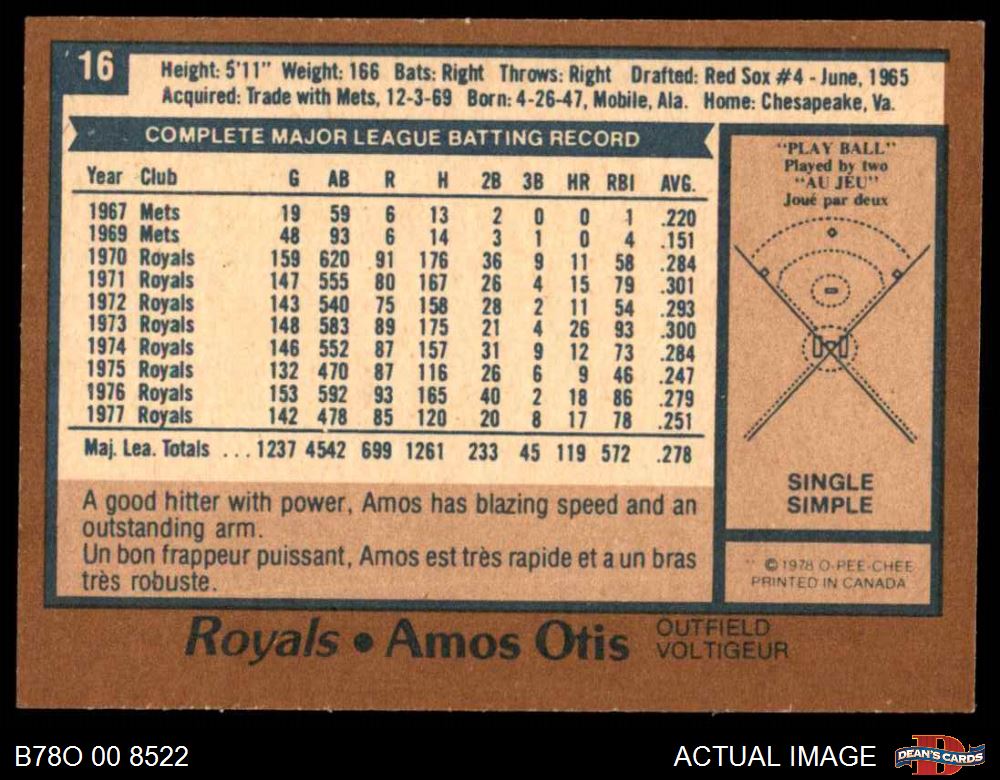 16
Height: 5'11" Weight: 166 Bats: Right Throws: Right Drafted: Red Sox #4 - June, 1965
Acquired: Trade with Mets, 12-3-69 Born: 4-26-47, Mobile, Ala. Home: Chesapeake, Va.
COMPLETE MAJOR LEAGUE BATTING RECORD
Year Club G AB R H 2B 3B HR RBI AVG.
1967 Mets 19 59 6 13 2 0 0 1 .220
1969 Mets 48 93 6 14 3 1 0 4 .151
1970 Royals 159 620 91 176 36 9 11 58 .284
1971 Royals 147 555 80 167 26 4 15 79 .301
1972 Royals 143 540 75 158 28 2 11 54 .293
1973 Royals 148 583 89 175 21 4 26 93 .300
1974 Royals 146 552 87 157 31 9 12 73 .284
1975 Royals 132 470 87 116 26 6 9 46 .247
1976 Royals 153 592 93 165 40 2 18 86 .279
1977 Royals 142 478 85 120 20 8 17 78 .251
Maj. Lea. Totals ... 1237 4542 699 1261 233 45 119 572 .278
A good hitter with power, Amos has blazing speed and an
outstanding arm.
Un bon frappeur puissant, Amos est très rapide et a un bras
très robuste.
"PLAY BALL"
Played by two
"AU JEU"
Joué par deux
SINGLE
SIMPLE
©1978 O-PEE-CHEE
PRINTED IN CANADA
Royals • Amos Otis
OUTFIELD
VOLTIGEUR
B78O 00 8522
ACTUAL IMAGE
DEAN'S CARDS